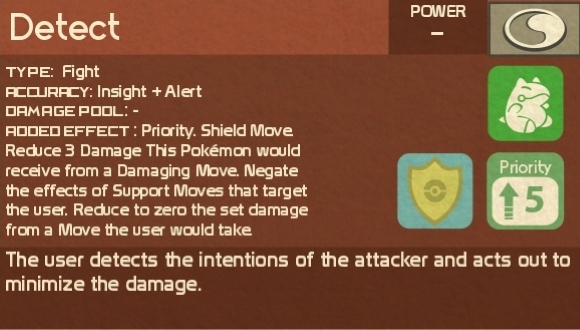 Detect
POWER
–
TYPE: Fight
ACCURACY: Insight + Alert
DAMAGE POOL: -
ADDED EFFECT : Priority. Shield Move.
Reduce 3 Damage This Pokémon would
receive from a Damaging Move. Negate
the effects of Support Moves that target
the user. Reduce to zero the set damage
from a Move the user would take.
Priority
5
The user detects the intentions of the attacker and acts out to
minimize the damage.